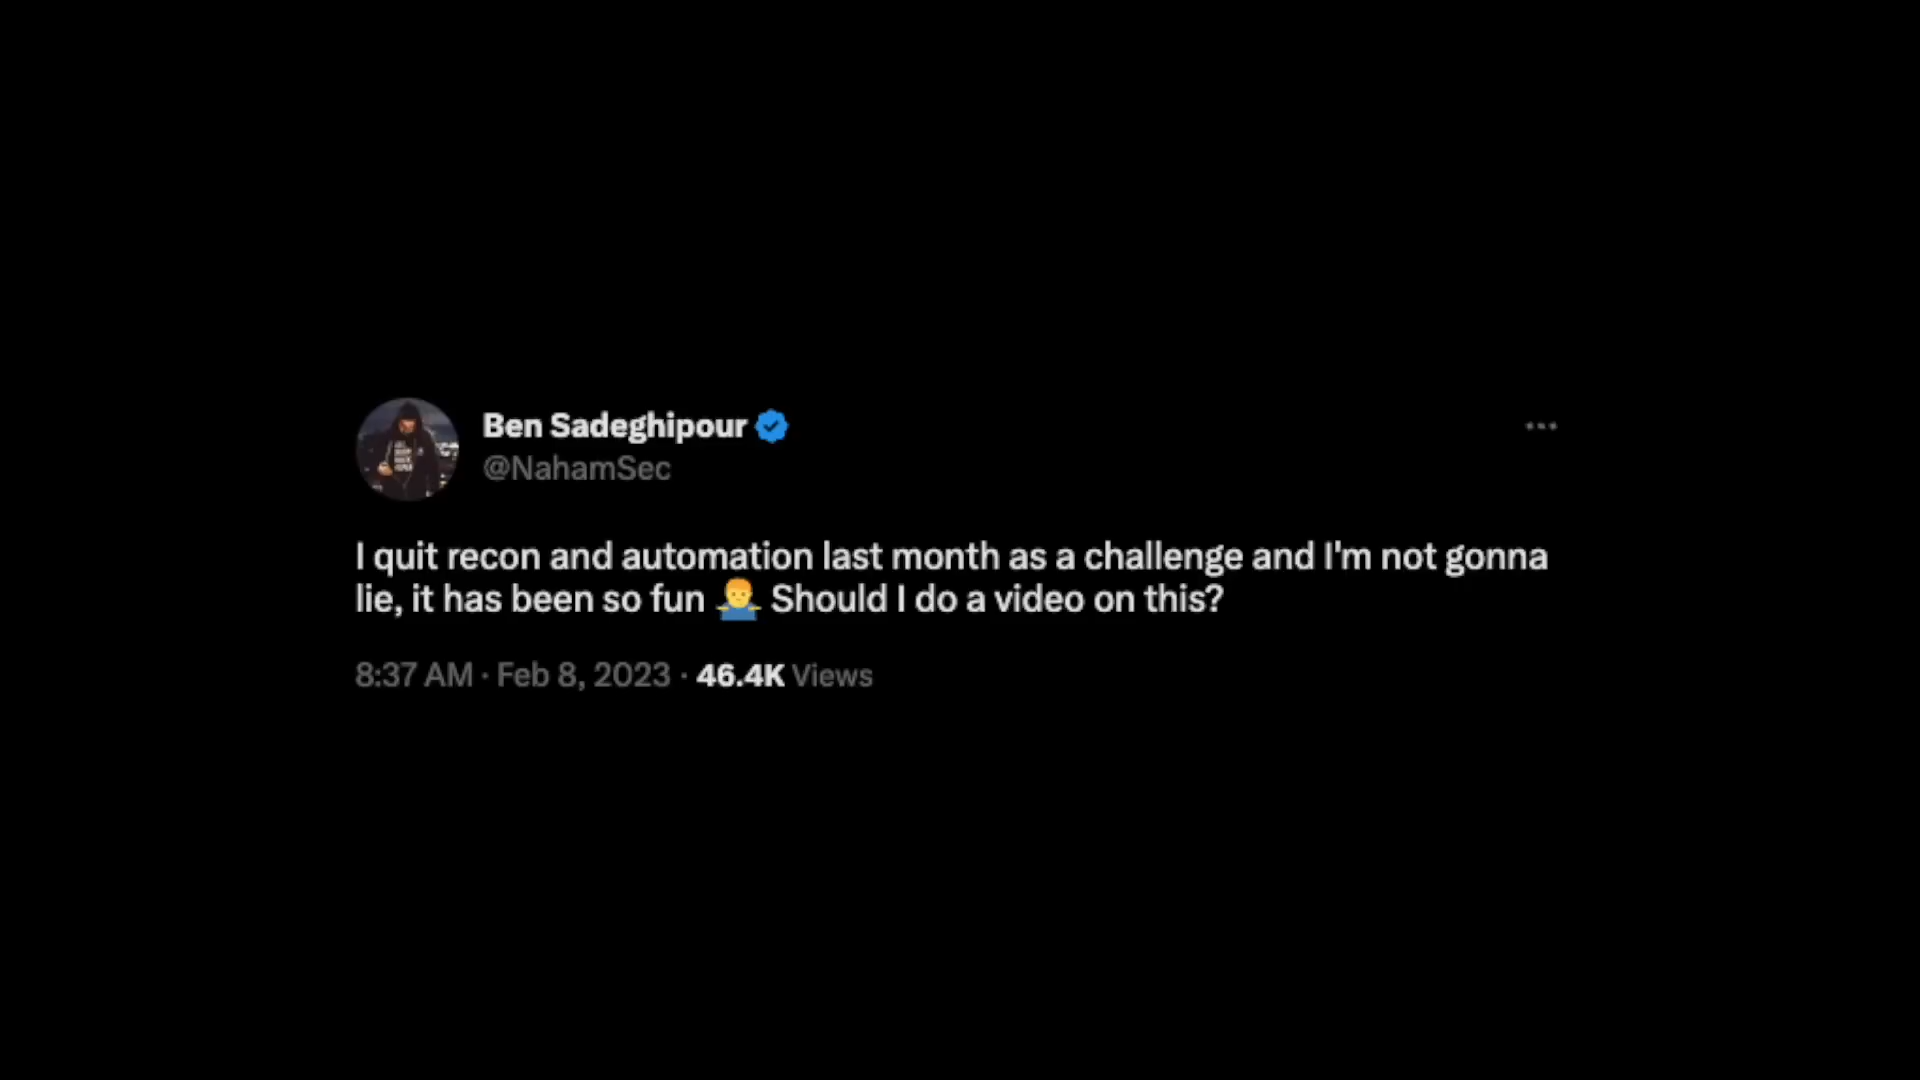 Ben Sadeghipour
@NahamSec
I quit recon and automation last month as a challenge and I'm not gonna
lie, it has been so fun 🤷‍♂️ Should I do a video on this?
8:37 AM · Feb 8, 2023 · 46.4K Views